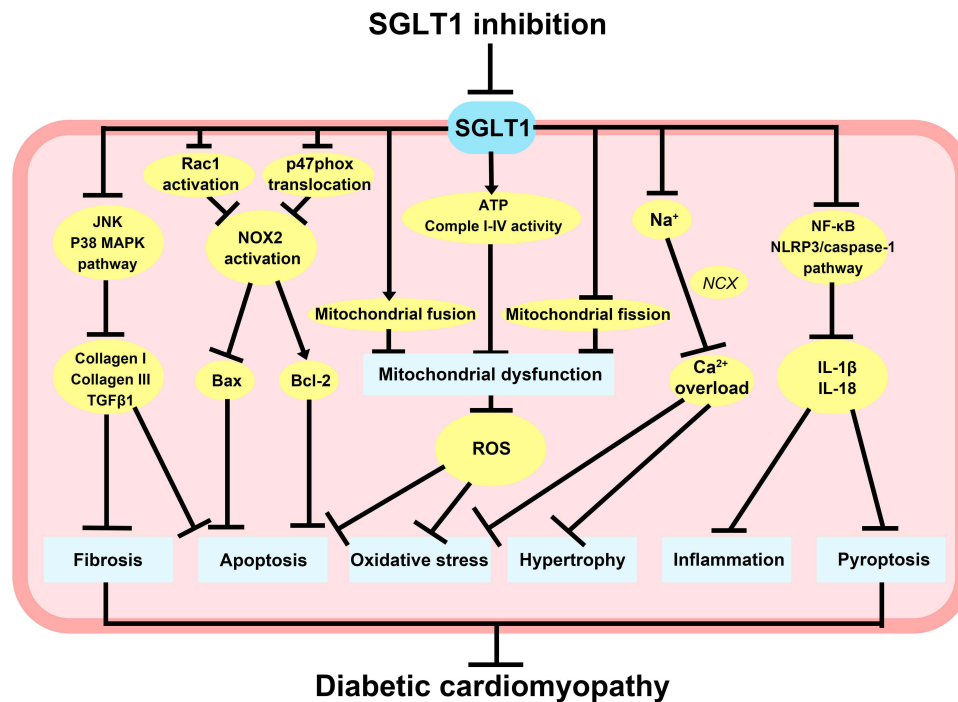 SGLT1 inhibition
SGLT1
Rac1
activation
p47phox
translocation
JNK
P38 MAPK
pathway
NOX2
activation
ATP
Comple I-IV activity
Na⁺
NF-κB
NLRP3/caspase-1
pathway
NCX
Mitochondrial fusion
Mitochondrial fission
Collagen I
Collagen III
TGFβ1
Bax
Bcl-2
Mitochondrial dysfunction
Ca²⁺
overload
IL-1β
IL-18
ROS
Fibrosis
Apoptosis
Oxidative stress
Hypertrophy
Inflammation
Pyroptosis
Diabetic cardiomyopathy